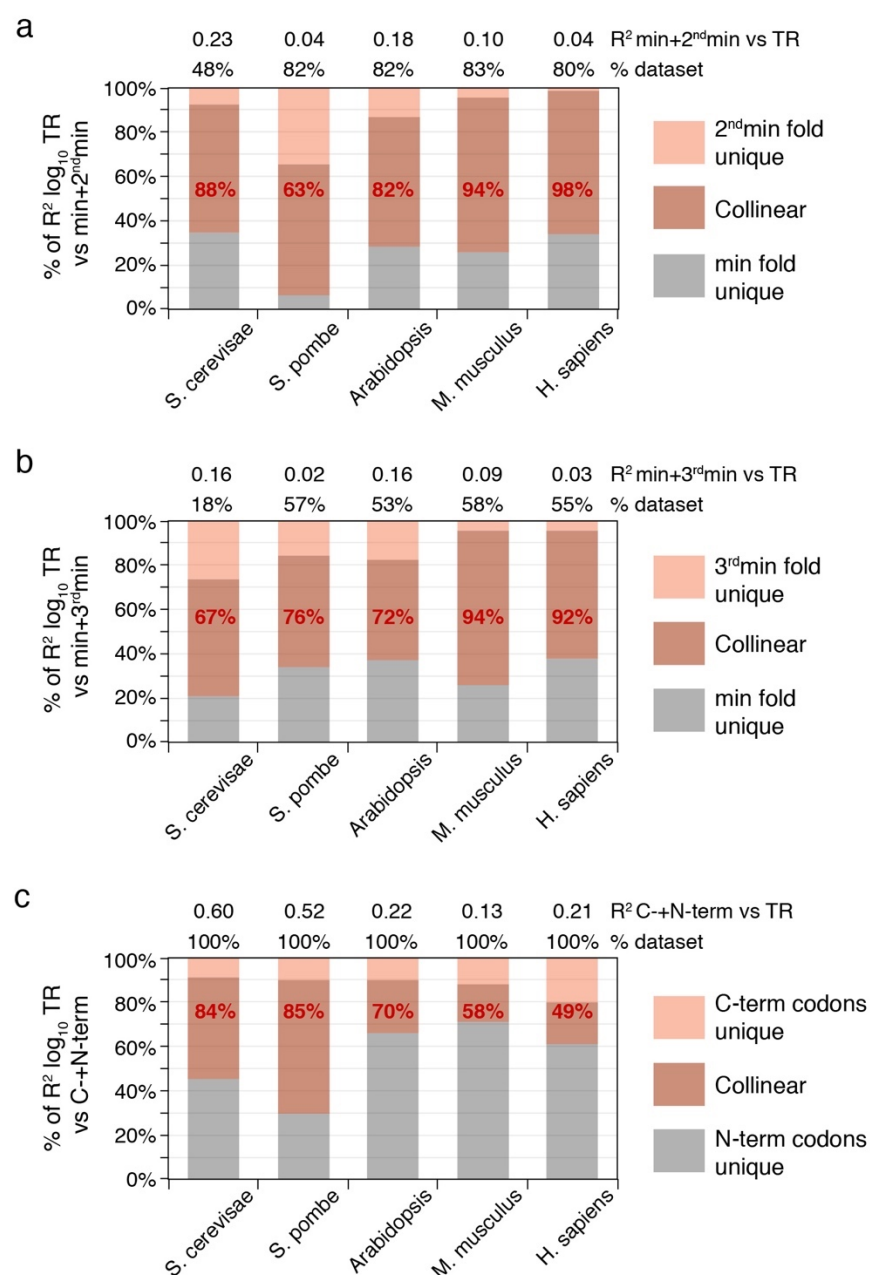 a
0.23 0.04 0.18 0.10 0.04 R² min+2ndmin vs TR
48% 82% 82% 83% 80% % dataset
% of R² log10 TR
vs min+2ndmin
100%
80%
60%
40%
20%
0%
88% 63% 82% 94% 98%
2ndmin fold
unique
Collinear
min fold
unique
S. cerevisae
S. pombe
Arabidopsis
M. musculus
H. sapiens
b
0.16 0.02 0.16 0.09 0.03 R² min+3rdmin vs TR
18% 57% 53% 58% 55% % dataset
% of R² log10 TR
vs min+3rdmin
100%
80%
60%
40%
20%
0%
67% 76% 72% 94% 92%
3rdmin fold
unique
Collinear
min fold
unique
S. cerevisae
S. pombe
Arabidopsis
M. musculus
H. sapiens
c
0.60 0.52 0.22 0.13 0.21 R² C-+N-term vs TR
100% 100% 100% 100% 100% % dataset
% of R² log10 TR
vs C-+N-term
100%
80%
60%
40%
20%
0%
84% 85% 70% 58% 49%
C-term codons
unique
Collinear
N-term codons
unique
S. cerevisae
S. pombe
Arabidopsis
M. musculus
H. sapiens